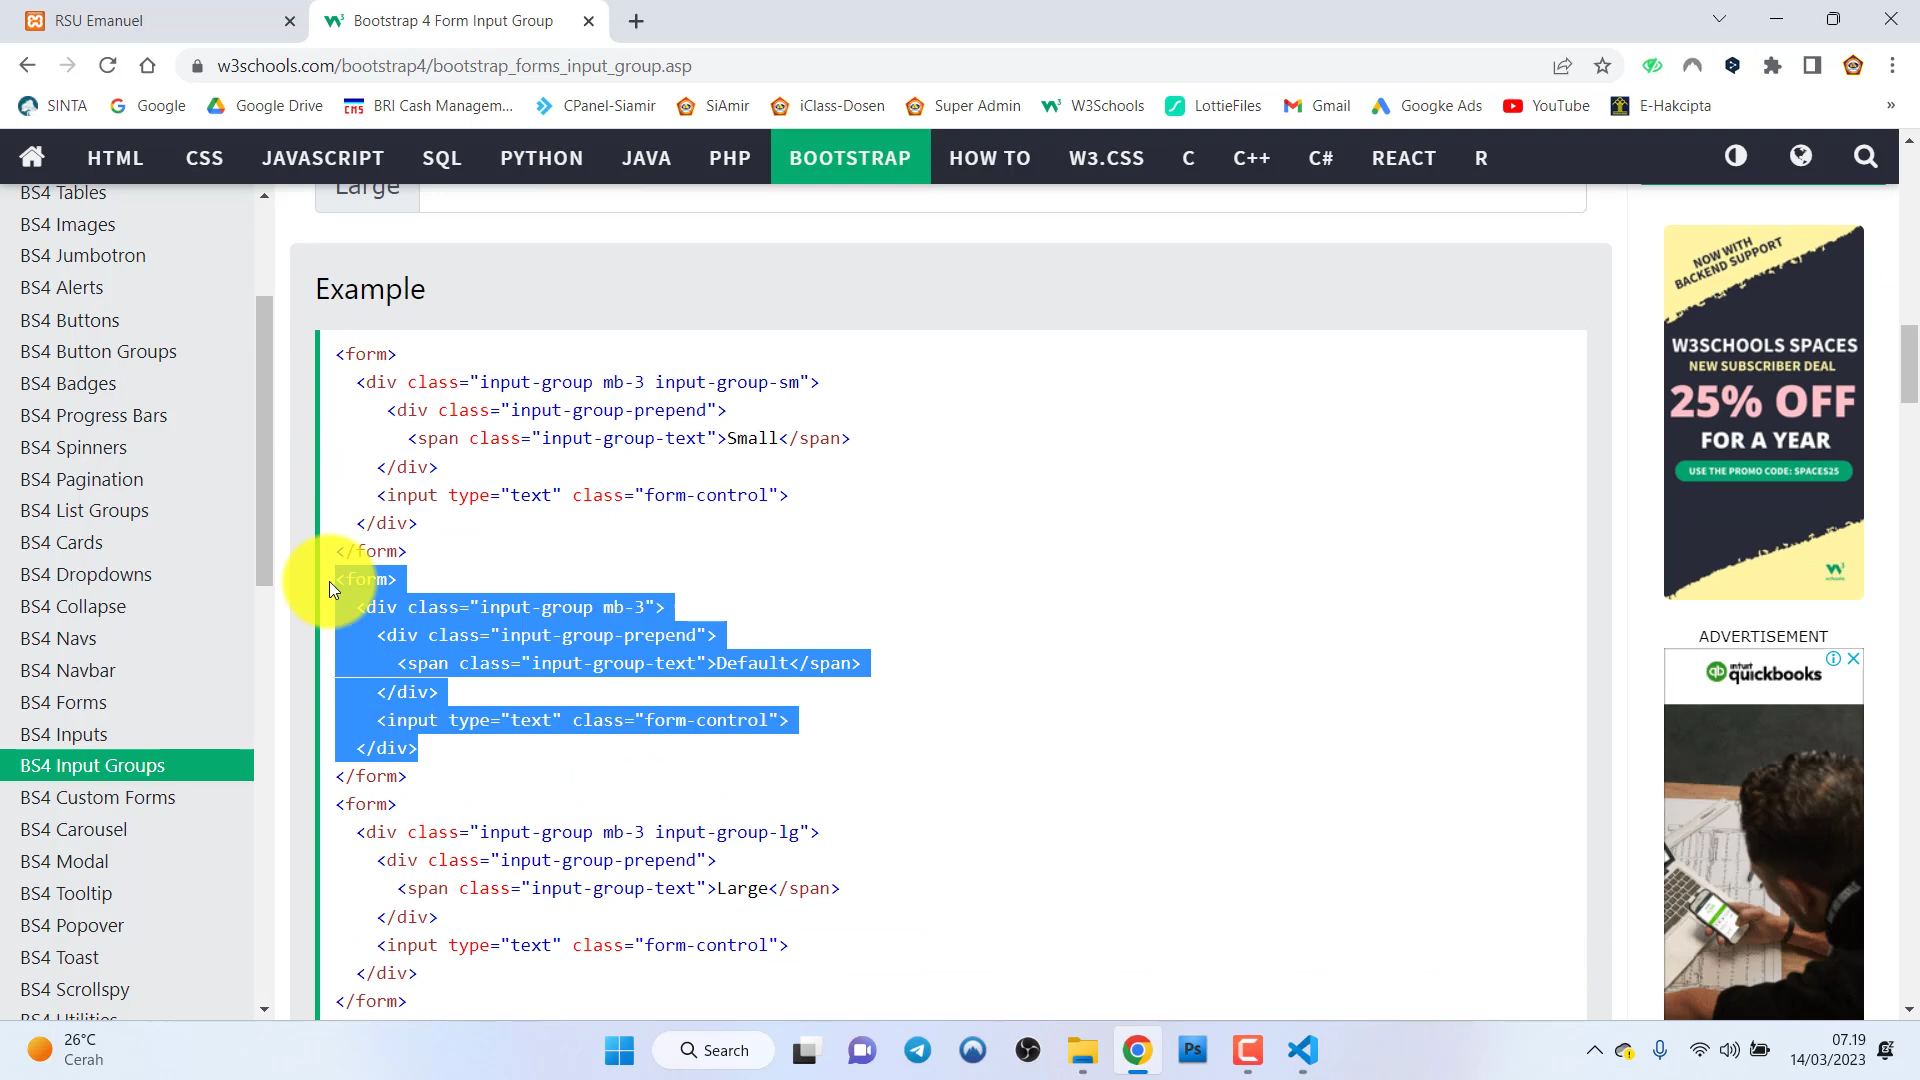 RSU Emanuel
Bootstrap 4 Form Input Group
w3schools.com/bootstrap4/bootstrap_forms_input_group.asp
SINTA
Google
Google Drive
CMS
BRI Cash Managem...
CPanel-Siamir
SiAmir
iClass-Dosen
Super Admin
W3Schools
LottieFiles
Gmail
Googke Ads
YouTube
E-Hakcipta
»
HTML
CSS
JAVASCRIPT
SQL
PYTHON
JAVA
PHP
BOOTSTRAP
HOW TO
W3.CSS
C
C++
C#
REACT
R
BS4 Tables
BS4 Images
BS4 Jumbotron
BS4 Alerts
BS4 Buttons
BS4 Button Groups
BS4 Badges
BS4 Progress Bars
BS4 Spinners
BS4 Pagination
BS4 List Groups
BS4 Cards
BS4 Dropdowns
BS4 Collapse
BS4 Navs
BS4 Navbar
BS4 Forms
BS4 Inputs
BS4 Input Groups
BS4 Custom Forms
BS4 Carousel
BS4 Modal
BS4 Tooltip
BS4 Popover
BS4 Toast
BS4 Scrollspy
BS4 Utilities
Large
Example
<form>
<div class="input-group mb-3 input-group-sm">
<div class="input-group-prepend">
<span class="input-group-text">Small</span>
</div>
<input type="text" class="form-control">
</div>
</form>
<form>
<div class="input-group mb-3">
<div class="input-group-prepend">
<span class="input-group-text">Default</span>
</div>
<input type="text" class="form-control">
</div>
</form>
<form>
<div class="input-group mb-3 input-group-lg">
<div class="input-group-prepend">
<span class="input-group-text">Large</span>
</div>
<input type="text" class="form-control">
</div>
</form>
NOW WITH
BACKEND SUPPORT
W3SCHOOLS SPACES
NEW SUBSCRIBER DEAL
25% OFF
FOR A YEAR
USE THE PROMO CODE: SPACES25
ADVERTISEMENT
intuit
quickbooks
26°C
Cerah
Search
Ps
07.19
14/03/2023